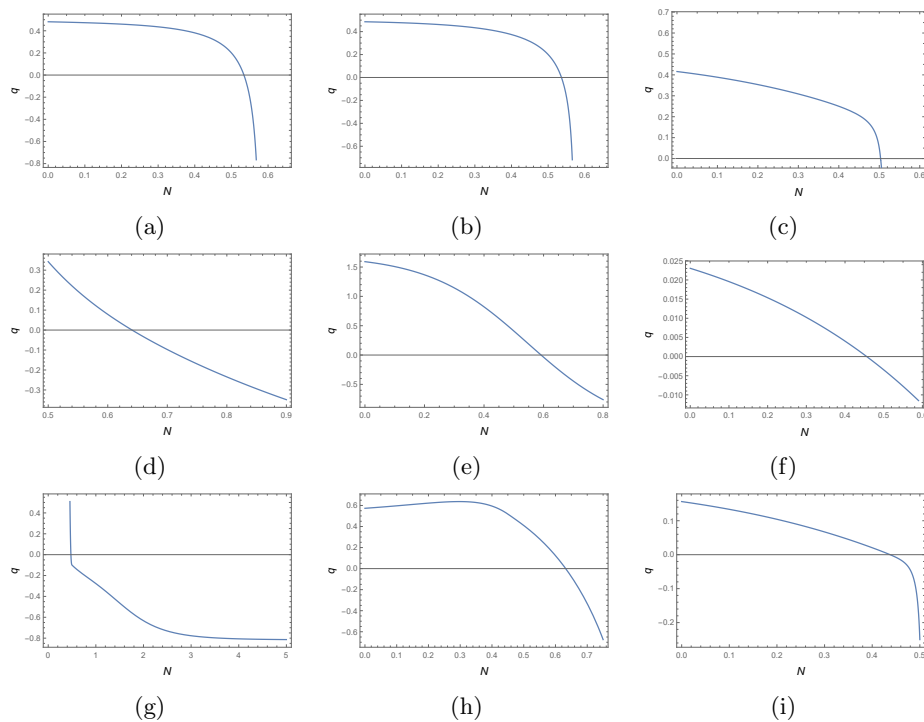 0.4
0.2
0.0
−0.2
−0.4
−0.6
−0.8
q
0.0 0.1 0.2 0.3 0.4 0.5 0.6
N
(a)
0.4
0.2
0.0
−0.2
−0.4
−0.6
q
0.0 0.1 0.2 0.3 0.4 0.5 0.6
N
(b)
0.7
0.6
0.5
0.4
0.3
0.2
0.1
0.0
q
0.0 0.1 0.2 0.3 0.4 0.5 0.6
N
(c)
0.3
0.2
0.1
0.0
−0.1
−0.2
−0.3
q
0.5 0.6 0.7 0.8 0.9
N
(d)
1.5
1.0
0.5
0.0
−0.5
q
0.0 0.2 0.4 0.6 0.8
N
(e)
0.025
0.020
0.015
0.010
0.005
0.000
−0.005
−0.010
q
0.0 0.1 0.2 0.3 0.4 0.5 0.6
N
(f)
0.4
0.2
0.0
−0.2
−0.4
−0.6
−0.8
q
0 1 2 3 4 5
N
(g)
0.6
0.4
0.2
0.0
−0.2
−0.4
−0.6
q
0.0 0.1 0.2 0.3 0.4 0.5 0.6 0.7
N
(h)
0.1
0.0
−0.1
−0.2
q
0.0 0.1 0.2 0.3 0.4 0.5
N
(i)